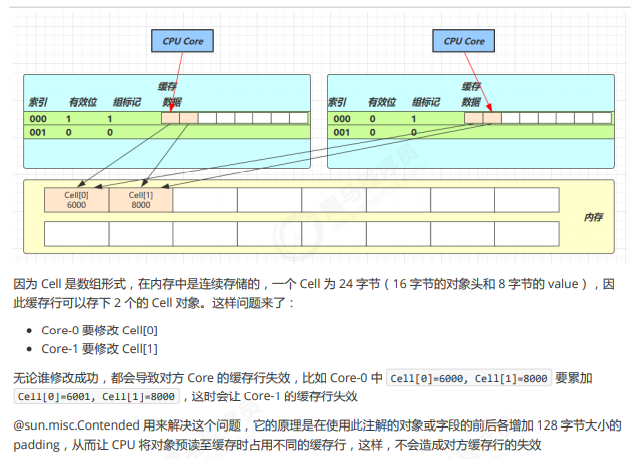 CPU Core
CPU Core
缓存
缓存
索引 有效位 组标记 数据
索引 有效位 组标记 数据
000 1 1
000 0 1
001 0 0
001 0 0
Cell[0]
6000
Cell[1]
8000
内存
因为 Cell 是数组形式，在内存中是连续存储的，一个 Cell 为 24 字节（16 字节的对象头和 8 字节的 value），因
此缓存行可以存下 2 个的 Cell 对象。这样问题来了：
• Core-0 要修改 Cell[0]
• Core-1 要修改 Cell[1]
无论谁修改成功，都会导致对方 Core 的缓存行失效，比如 Core-0 中 Cell[0]=6000, Cell[1]=8000 要累加
Cell[0]=6001, Cell[1]=8000 ，这时会让 Core-1 的缓存行失效
@sun.misc.Contended 用来解决这个问题，它的原理是在使用此注解的对象或字段的前后各增加 128 字节大小的
padding，从而让 CPU 将对象预读至缓存时占用不同的缓存行，这样，不会造成对方缓存行的失效